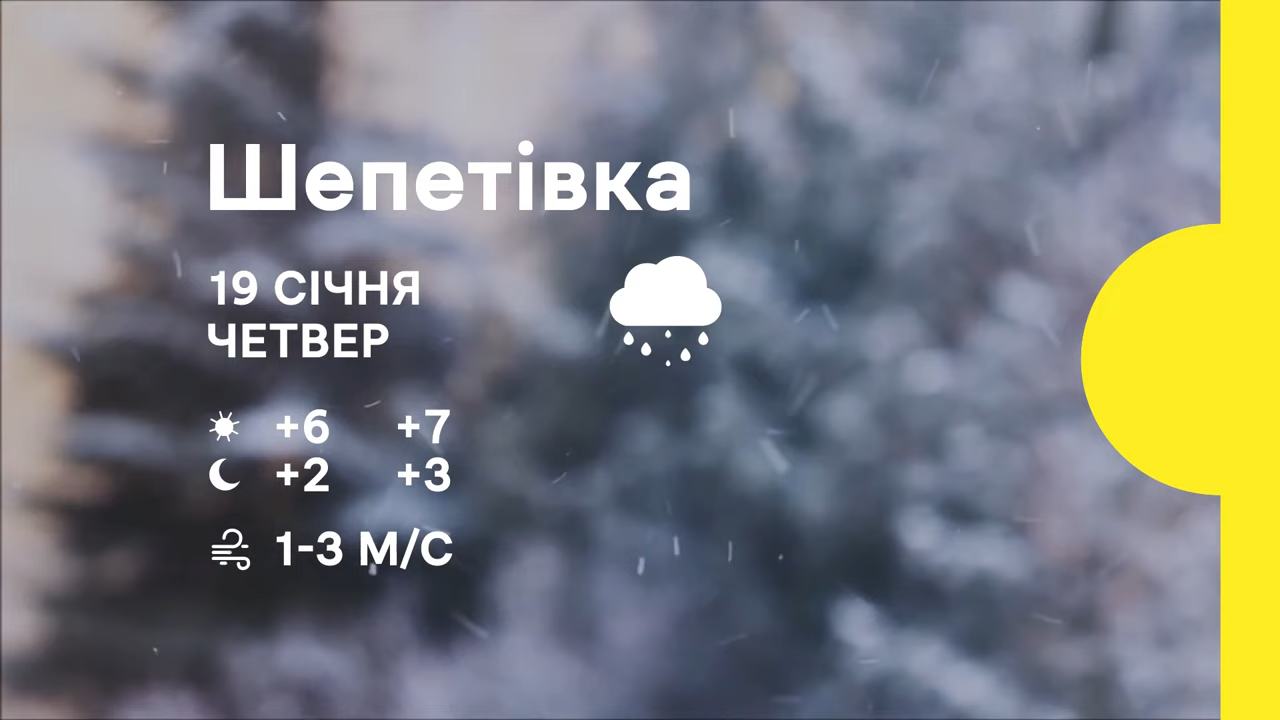 Шепетівка
19 СІЧНЯ
ЧЕТВЕР
+6 +7
+2 +3
1-3 М/С